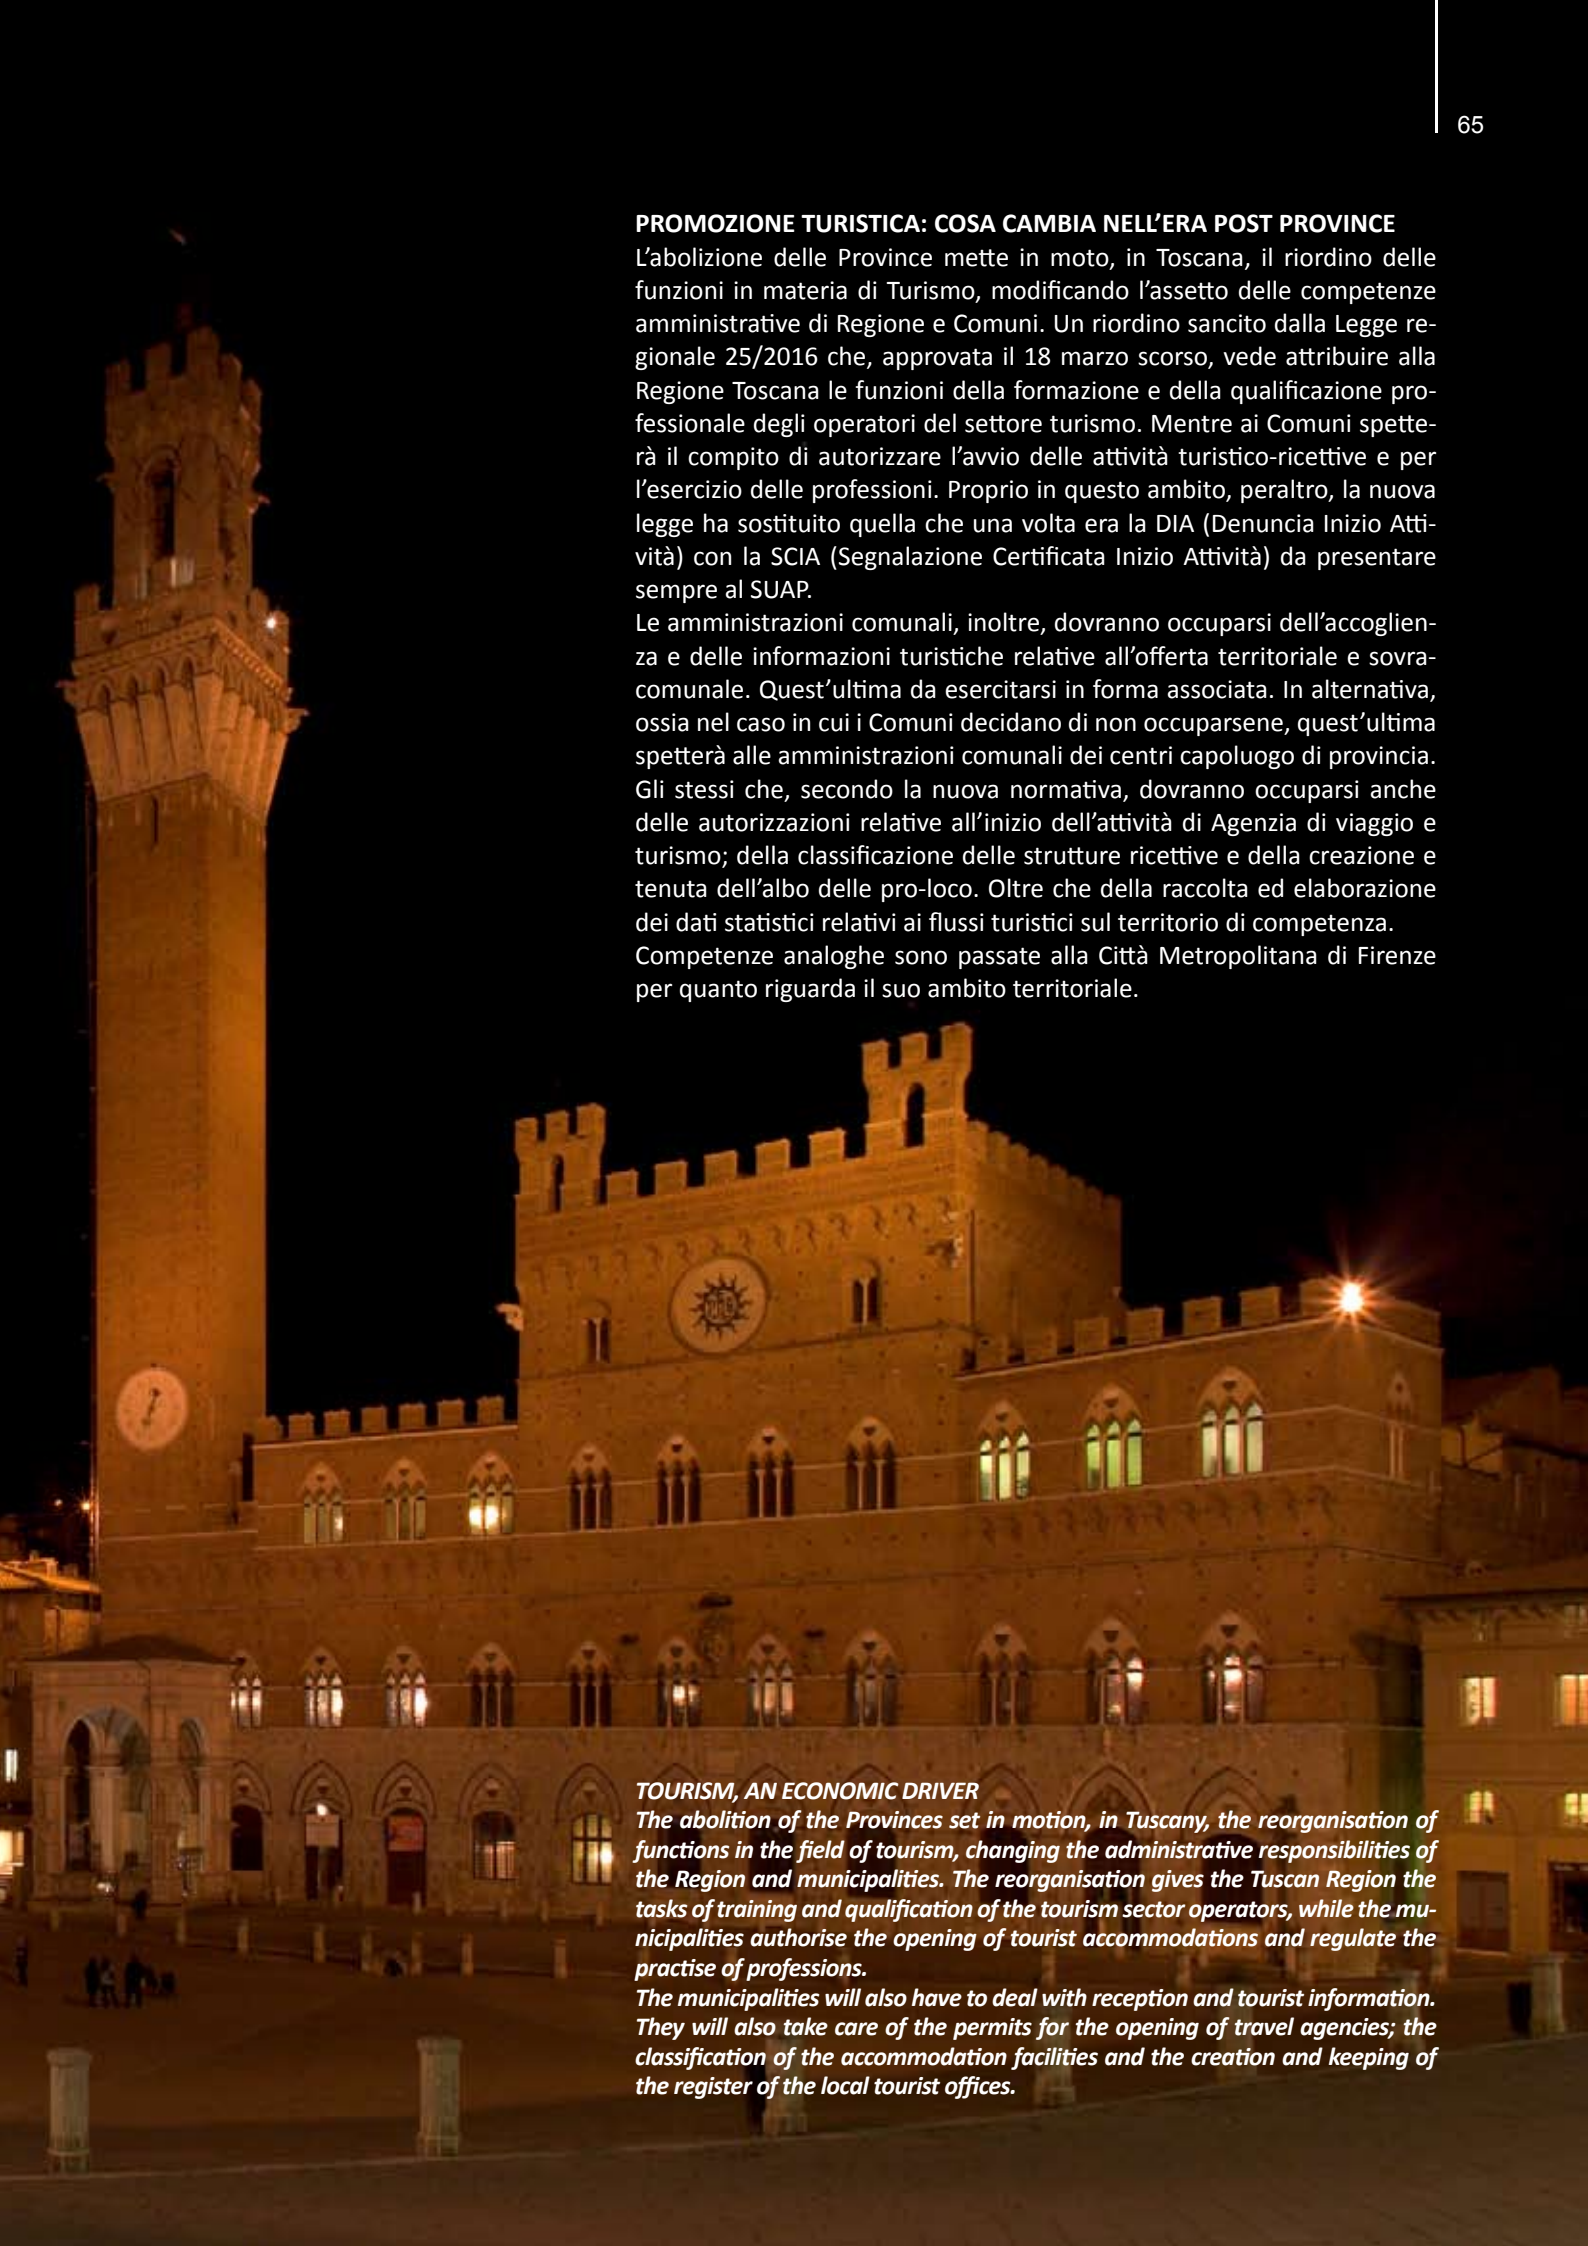 65
PROMOZIONE TURISTICA: COSA CAMBIA NELL’ERA POST PROVINCE
L’abolizione delle Province mette in moto, in Toscana, il riordino delle
funzioni in materia di Turismo, modificando l’assetto delle competenze
amministrative di Regione e Comuni. Un riordino sancito dalla Legge re-
gionale 25/2016 che, approvata il 18 marzo scorso, vede attribuire alla
Regione Toscana le funzioni della formazione e della qualificazione pro-
fessionale degli operatori del settore turismo. Mentre ai Comuni spette-
rà il compito di autorizzare l’avvio delle attività turistico-ricettive e per
l’esercizio delle professioni. Proprio in questo ambito, peraltro, la nuova
legge ha sostituito quella che una volta era la DIA (Denuncia Inizio Atti-
vità) con la SCIA (Segnalazione Certificata Inizio Attività) da presentare
sempre al SUAP.
Le amministrazioni comunali, inoltre, dovranno occuparsi dell’accoglien-
za e delle informazioni turistiche relative all’offerta territoriale e sovra-
comunale. Quest’ultima da esercitarsi in forma associata. In alternativa,
ossia nel caso in cui i Comuni decidano di non occuparsene, quest’ultima
spetterà alle amministrazioni comunali dei centri capoluogo di provincia.
Gli stessi che, secondo la nuova normativa, dovranno occuparsi anche
delle autorizzazioni relative all’inizio dell’attività di Agenzia di viaggio e
turismo; della classificazione delle strutture ricettive e della creazione e
tenuta dell’albo delle pro-loco. Oltre che della raccolta ed elaborazione
dei dati statistici relativi ai flussi turistici sul territorio di competenza.
Competenze analoghe sono passate alla Città Metropolitana di Firenze
per quanto riguarda il suo ambito territoriale.
TOURISM, AN ECONOMIC DRIVER
The abolition of the Provinces set in motion, in Tuscany, the reorganisation of
functions in the field of tourism, changing the administrative responsibilities of
the Region and municipalities. The reorganisation gives the Tuscan Region the
tasks of training and qualification of the tourism sector operators, while the mu-
nicipalities authorise the opening of tourist accommodations and regulate the
practise of professions.
The municipalities will also have to deal with reception and tourist information.
They will also take care of the permits for the opening of travel agencies; the
classification of the accommodation facilities and the creation and keeping of
the register of the local tourist offices.